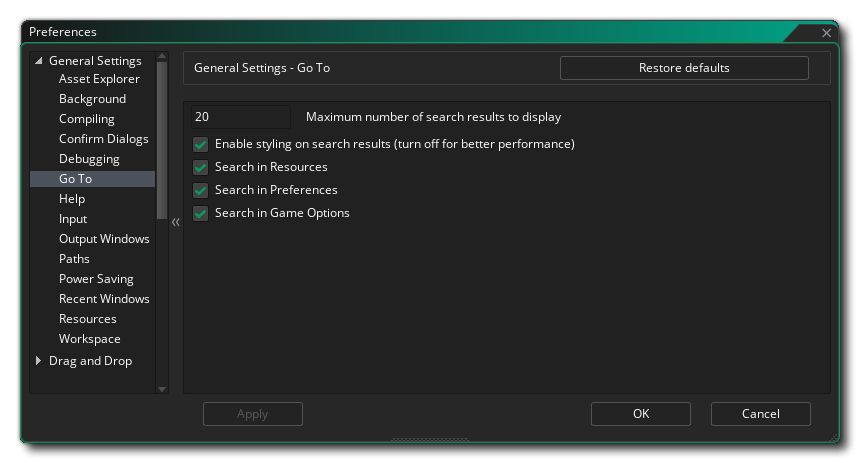 Preferences
General Settings
Asset Explorer
Background
Compiling
Confirm Dialogs
Debugging
Go To
Help
Input
Output Windows
Paths
Power Saving
Recent Windows
Resources
Workspace
Drag and Drop
General Settings - Go To
Restore defaults
20 Maximum number of search results to display
Enable styling on search results (turn off for better performance)
Search in Resources
Search in Preferences
Search in Game Options
Apply
OK
Cancel